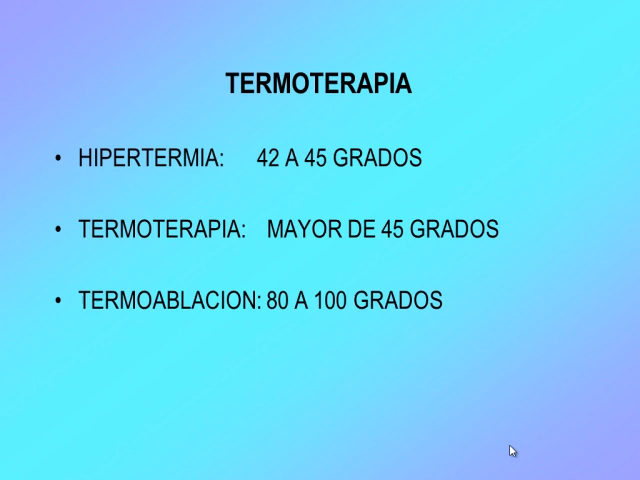 TERMOTERAPIA
• HIPERTERMIA: 42 A 45 GRADOS
• TERMOTERAPIA: MAYOR DE 45 GRADOS
• TERMOABLACION: 80 A 100 GRADOS